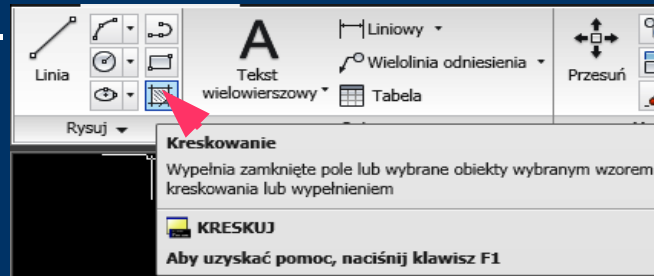 Linia
A
Tekst
wielowierszowy
Liniowy
Wielolinia odniesienia
Tabela
Przesuń
Rysuj
Kreskowanie
Wypełnia zamknięte pole lub wybrane obiekty wybranym wzorem
kreskowania lub wypełnieniem
KRESKUJ
Aby uzyskać pomoc, naciśnij klawisz F1